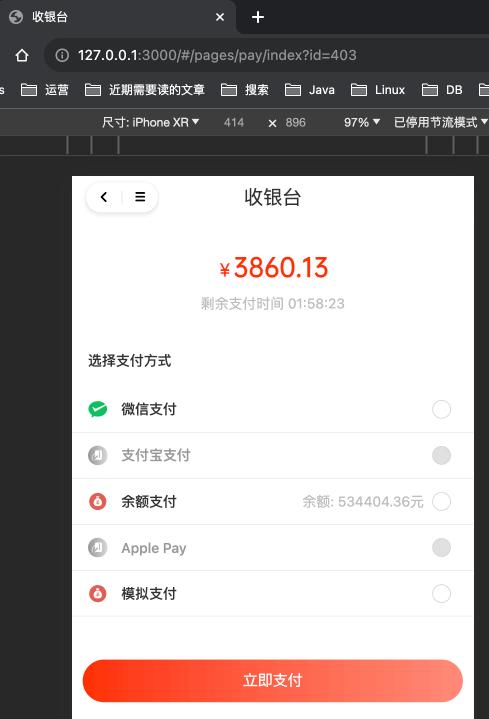 收银台
127.0.0.1:3000/#/pages/pay/index?id=403
s 运营 近期需要读的文章 搜索 Java Linux DB
尺寸: iPhone XR 414 × 896 97% 已停用节流模式
收银台
¥3860.13
剩余支付时间 01:58:23
选择支付方式
微信支付
支付宝支付
余额支付 余额: 534404.36元
Apple Pay
模拟支付
立即支付